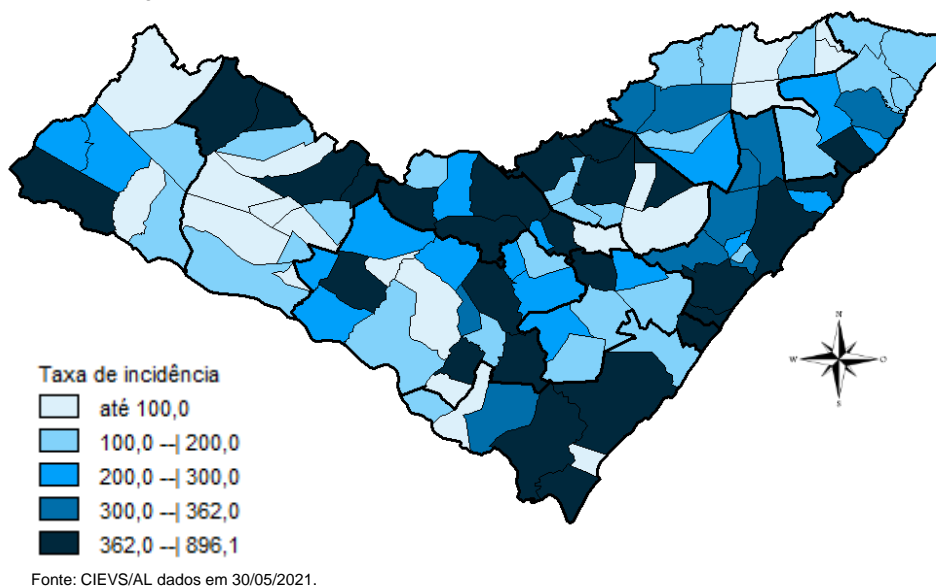 N
W
O
S
Taxa de incidência
até 100,0
100,0 --| 200,0
200,0 --| 300,0
300,0 --| 362,0
362,0 --| 896,1
Fonte: CIEVS/AL dados em 30/05/2021.